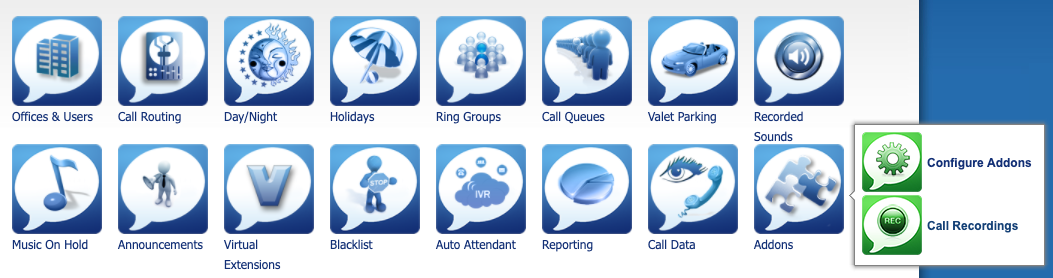 Offices & Users
Call Routing
Day/Night
Holidays
Ring Groups
Call Queues
Valet Parking
Recorded
Sounds
Music On Hold
Announcements
Virtual
Extensions
V
STOP
Blacklist
IVR
Auto Attendant
Reporting
Call Data
Addons
Configure Addons
REC
Call Recordings